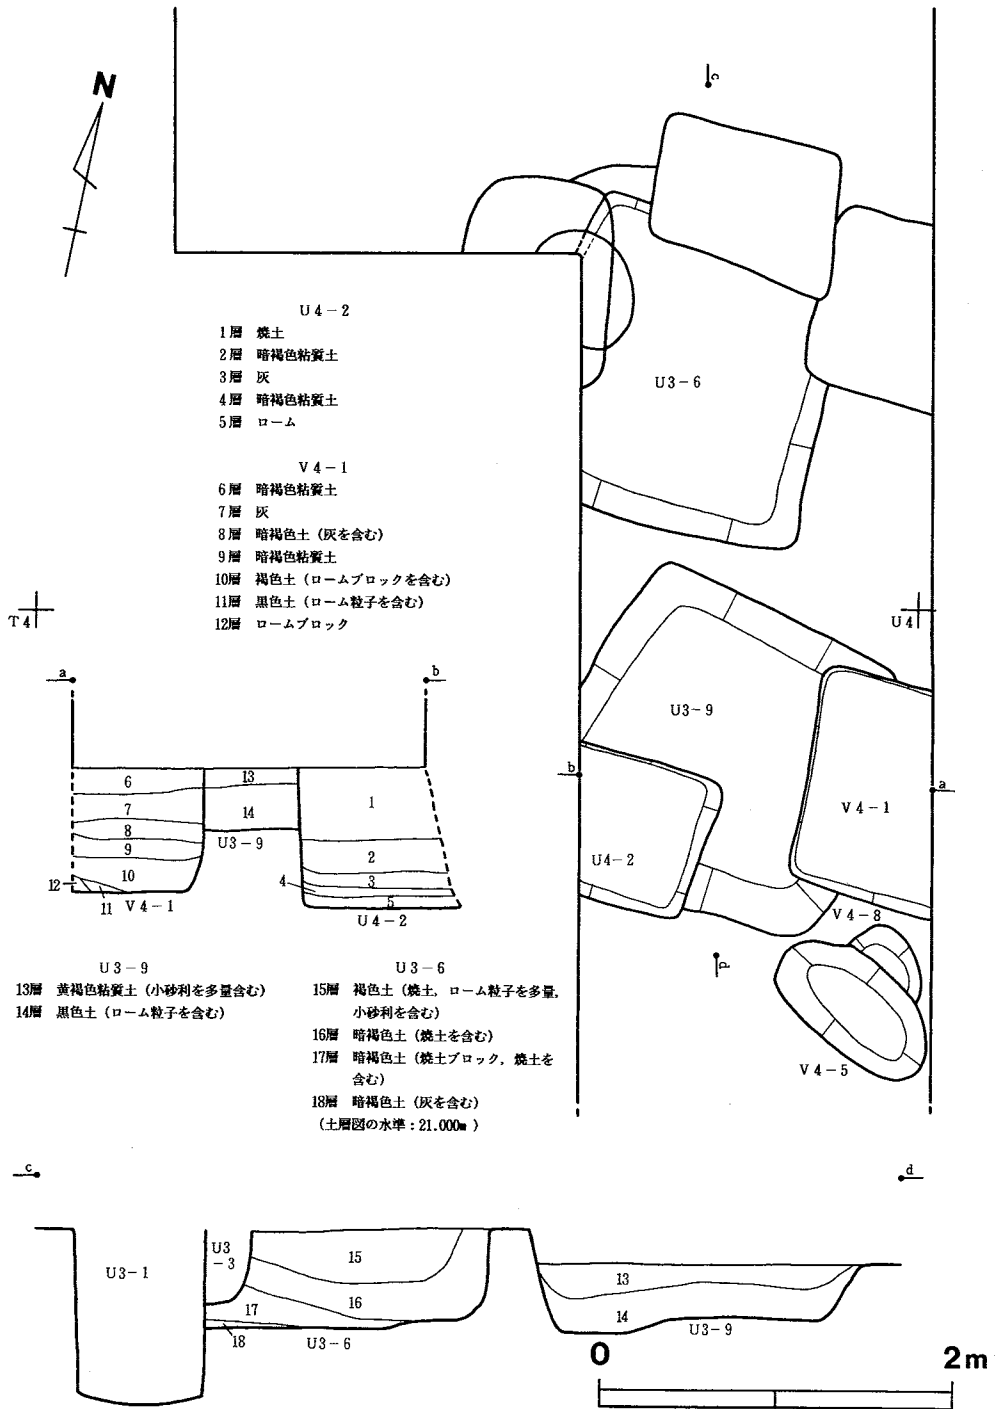 N
c
U4-2
1層 焼土
2層 暗褐色粘質土
3層 灰
4層 暗褐色粘質土
5層 ローム
V4-1
6層 暗褐色粘質土
7層 灰
8層 暗褐色土（灰を含む）
9層 暗褐色粘質土
10層 褐色土（ロームブロックを含む）
11層 黒色土（ローム粒子を含む）
12層 ロームブロック
U3-6
T4
U4
a
b
U3-9
b
a
V4-1
U4-2
V4-8
d
V4-5
6
7
8
9
10
11
12
13
14
1
2
3
4
5
U3-9
V4-1
U4-2
U3-9
13層 黄褐色粘質土（小砂利を多量含む）
14層 黒色土（ローム粒子を含む）
U3-6
15層 褐色土（焼土，ローム粒子を多量，
小砂利を含む）
16層 暗褐色土（焼土を含む）
17層 暗褐色土（焼土ブロック，焼土を
含む）
18層 暗褐色土（灰を含む）
（土層図の水準：21.000m）
c
d
U3-1
U3
-3
15
16
17
18
U3-6
13
14
U3-9
0
2m